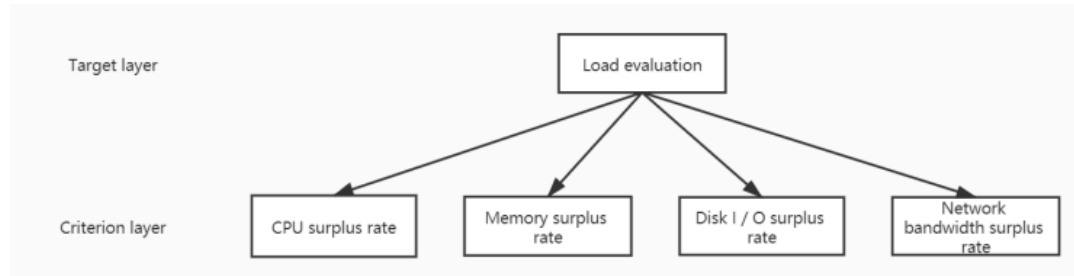 Target layer
Load evaluation
Criterion layer
CPU surplus rate
Memory surplus
rate
Disk I / O surplus
rate
Network
bandwidth surplus
rate